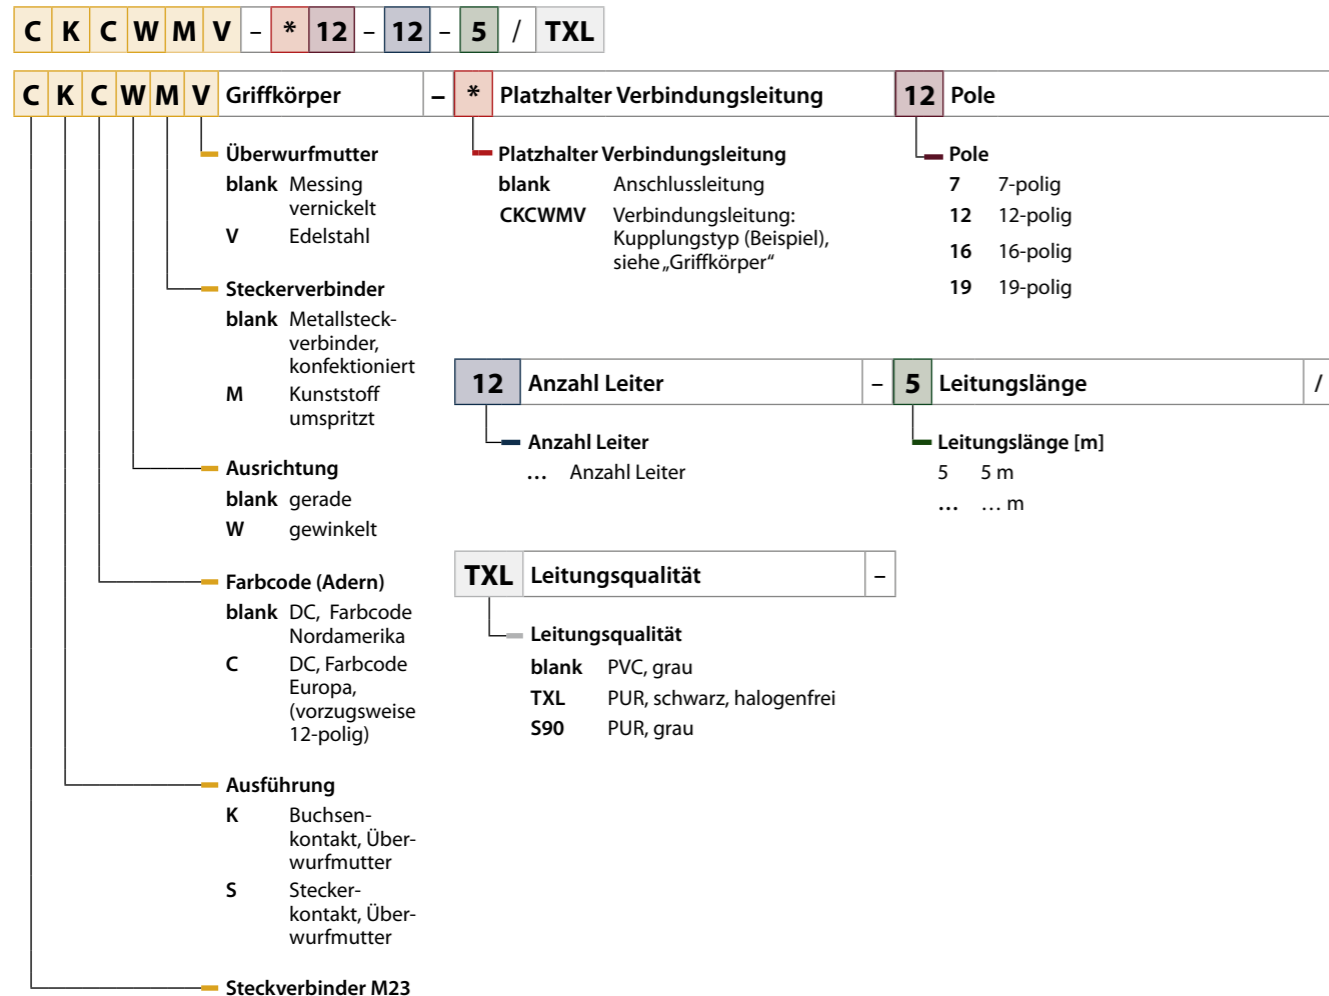 C K C W M V – * 12 – 12 – 5 / TXL
C K C W M V Griffkörper – * Platzhalter Verbindungsleitung 12 Pole
Überwurfmutter
blank Messing
vernickelt
V Edelstahl
Steckerverbinder
blank Metallsteck-
verbinder,
konfektioniert
M Kunststoff
umspritzt
Ausrichtung
blank gerade
W gewinkelt
Farbcode (Adern)
blank DC, Farbcode
Nordamerika
C DC, Farbcode
Europa,
(vorzugsweise
12-polig)
Ausführung
K Buchsen-
kontakt, Über-
wurfmutter
S Stecker-
kontakt, Über-
wurfmutter
Steckverbinder M23
Platzhalter Verbindungsleitung
blank Anschlussleitung
CKCWMV Verbindungsleitung:
Kupplungstyp (Beispiel),
siehe „Griffkörper“
Pole
7 7-polig
12 12-polig
16 16-polig
19 19-polig
12 Anzahl Leiter – 5 Leitungslänge /
Anzahl Leiter
... Anzahl Leiter
Leitungslänge [m]
5 5 m
... ... m
TXL Leitungsqualität –
Leitungsqualität
blank PVC, grau
TXL PUR, schwarz, halogenfrei
S90 PUR, grau